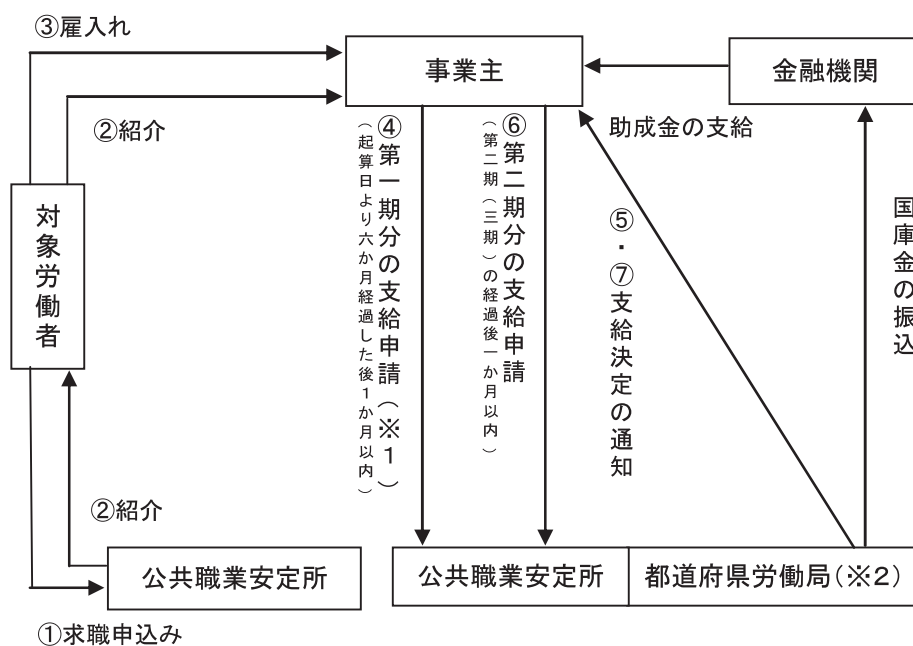 ③雇入れ
事業主
金融機関
②紹介
助成金の支給
④第一期分の支給申請（※１）
（起算日より六か月経過した後１か月以内）
⑥第二期分の支給申請
（第二期（三期）の経過後一か月以内）
⑤・⑦支給決定の通知
国庫金の振込
対象労働者
②紹介
公共職業安定所
公共職業安定所
都道府県労働局(※２)
①求職申込み